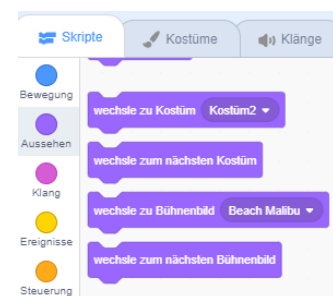 Skripte Kostüme Klänge
Bewegung
Aussehen
Klang
Ereignisse
Steuerung
wechsle zu Kostüm Kostüm2
wechsle zum nächsten Kostüm
wechsle zu Bühnenbild Beach Malibu
wechsle zum nächsten Bühnenbild